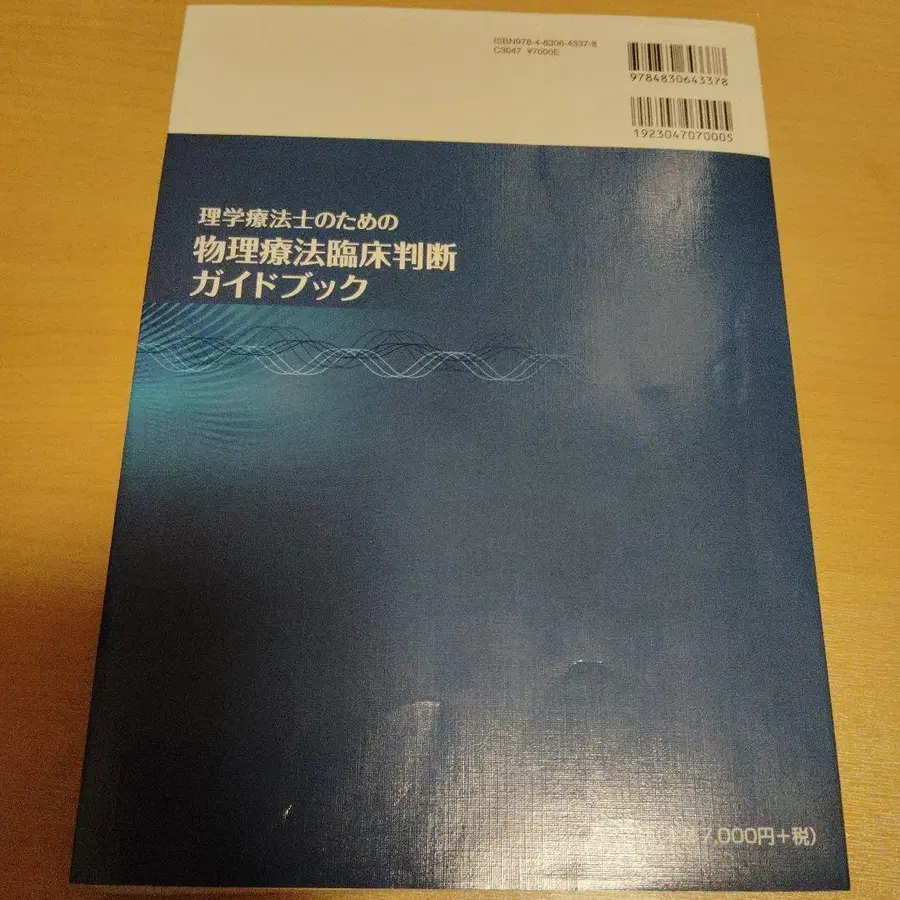 ISBN978-4-8306-4337-8
C3047 ¥7000E
9784830643378
1923047070005
理学療法士のための
物理療法臨床判断
ガイドブック
7,000円+税)